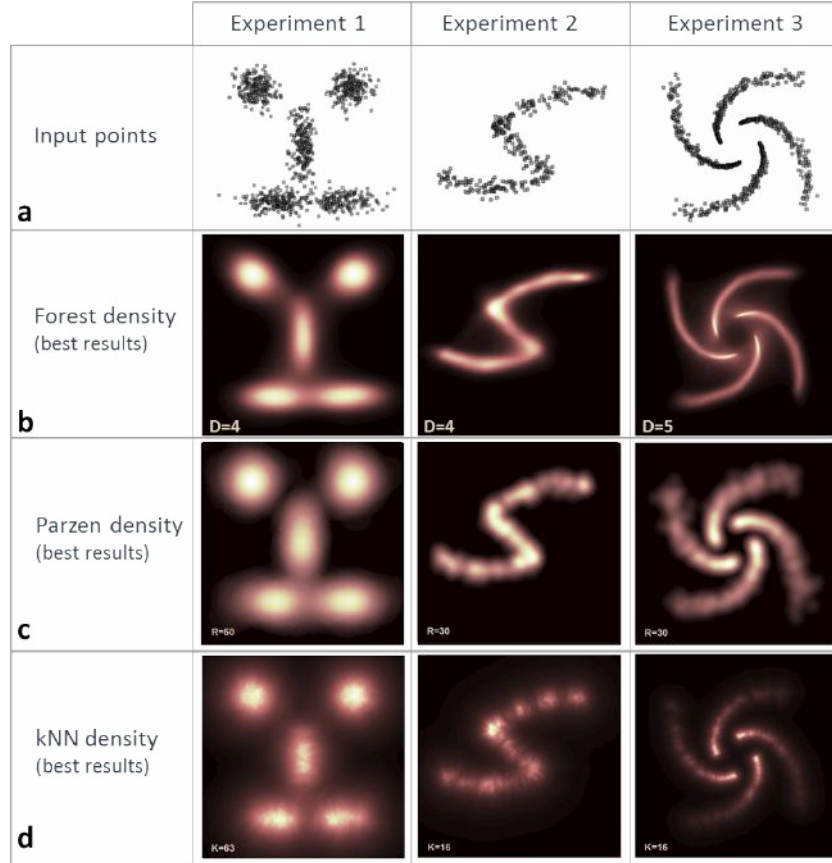 Experiment 1
Experiment 2
Experiment 3
Input points
a
Forest density
(best results)
b
D=4
D=4
D=5
Parzen density
(best results)
c
R=50
R=30
R=30
kNN density
(best results)
d
K=63
K=16
K=16